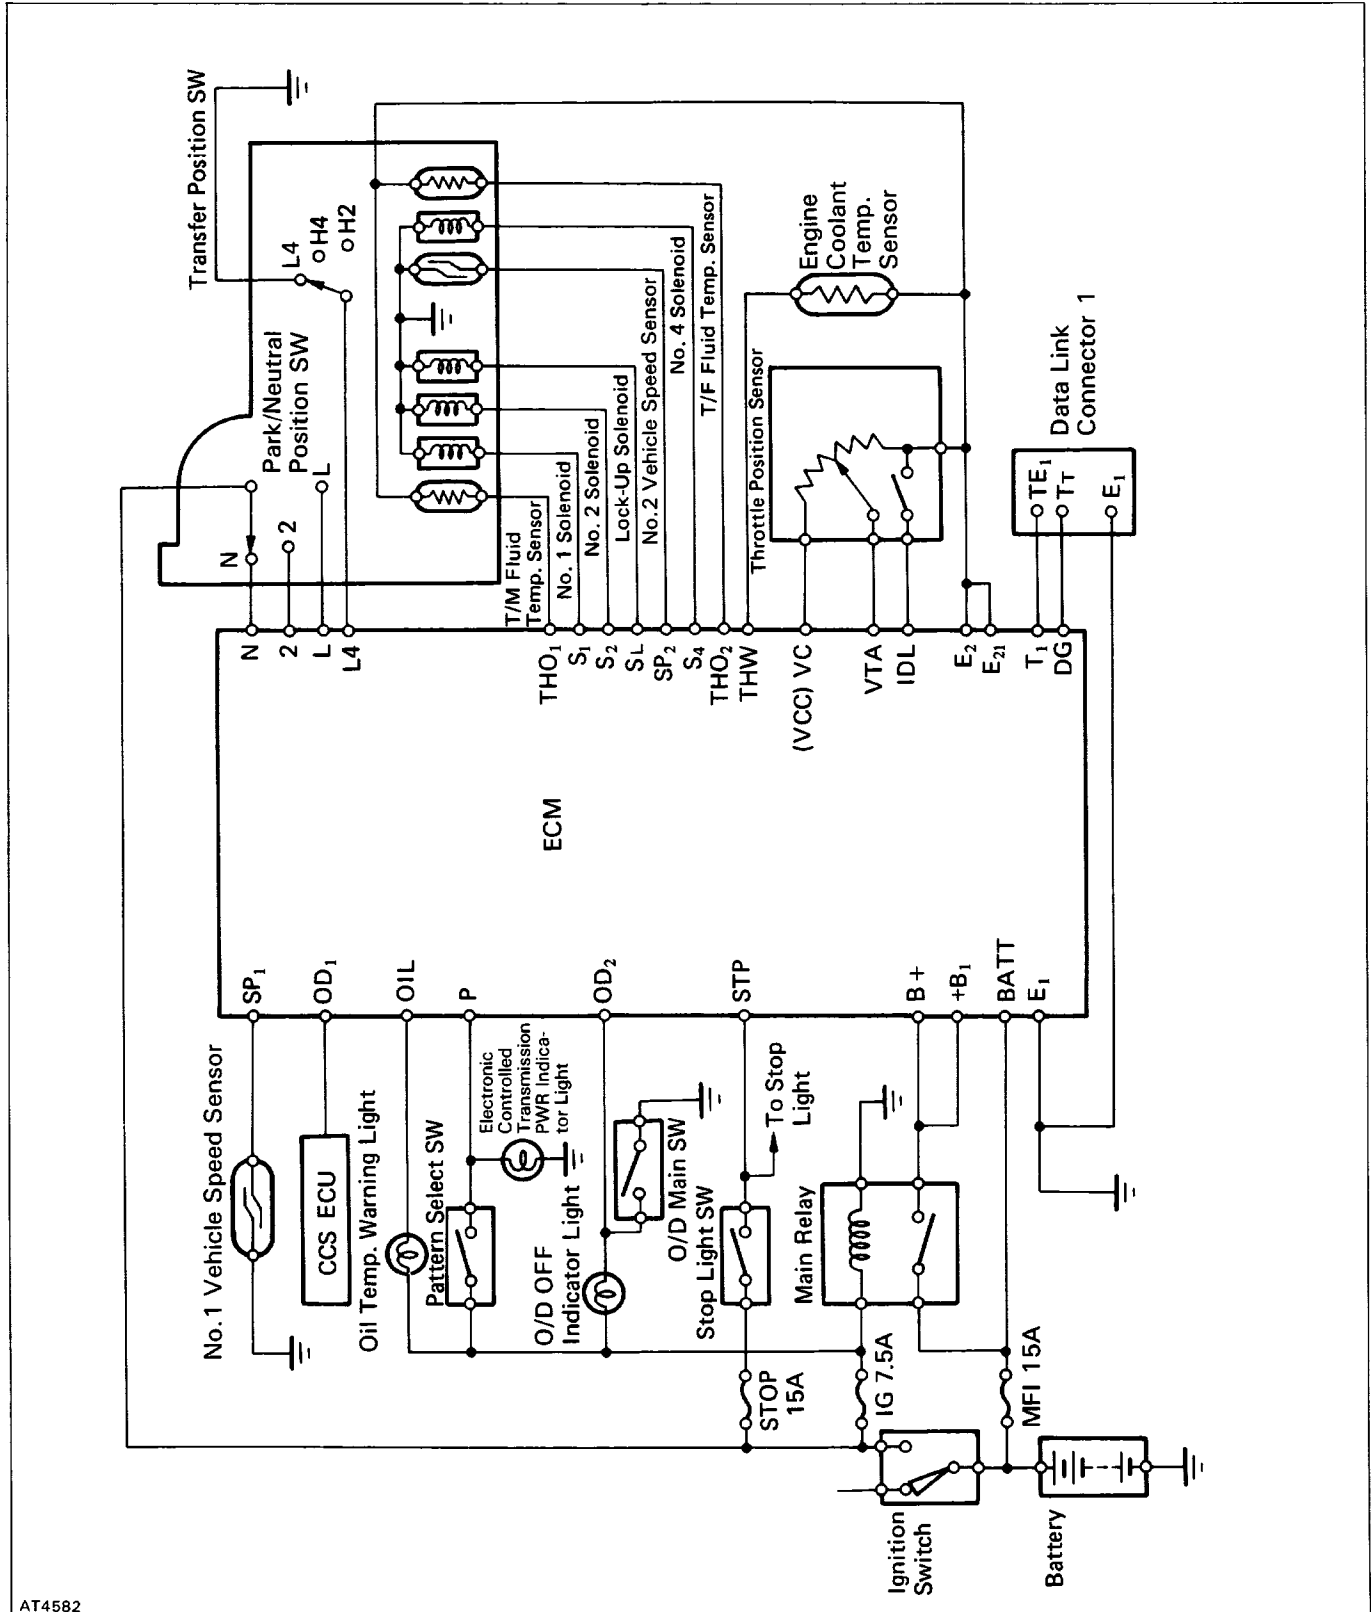 Transfer Position SW
L4
H4
H2
Park/Neutral
Position SW
L
N
2
T/M Fluid
Temp. Sensor
No. 1 Solenoid
No. 2 Solenoid
Lock-Up Solenoid
No.2 Vehicle Speed Sensor
No. 4 Solenoid
T/F Fluid Temp. Sensor
Engine
Coolant
Temp.
Sensor
Throttle Position Sensor
Data Link
Connector 1
TE₁
TT
E₁
N
2
L
L4
THO₁
S₁
S₂
SL
SP₂
S₄
THO₂
THW
(VCC) VC
VTA
IDL
E₂
E₂₁
T₁
DG
ECM
SP₁
OD₁
OIL
P
OD₂
STP
B+
+B₁
BATT
E₁
No.1 Vehicle Speed Sensor
CCS ECU
Oil Temp. Warning Light
Pattern Select SW
Electronic
Controlled
Transmission
PWR Indica-
tor Light
O/D OFF
Indicator Light
O/D Main SW
Stop Light SW
To Stop
Light
Main Relay
STOP
15A
IG 7.5A
MFI 15A
Ignition
Switch
Battery
AT4582